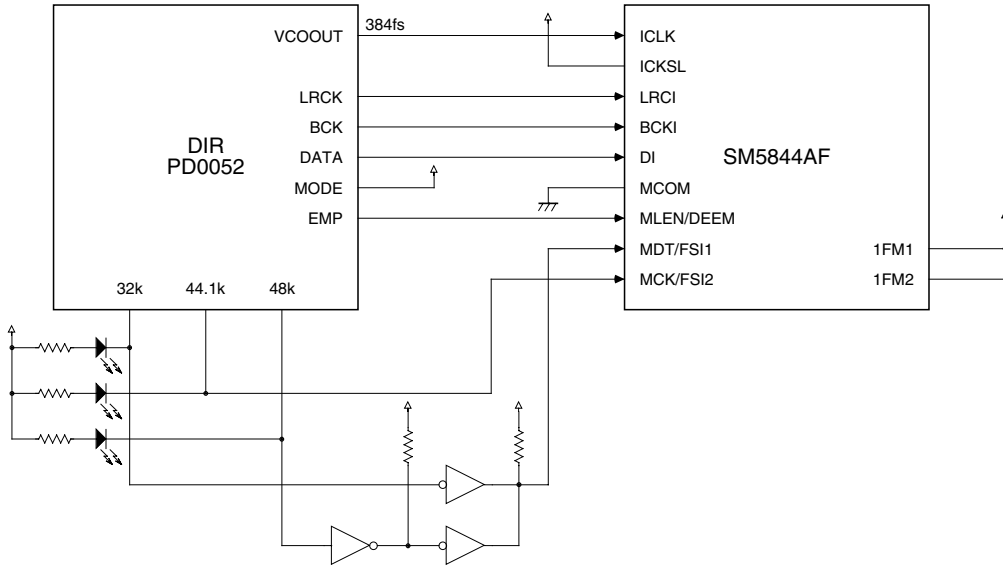 384fs
VCOOUT
LRCK
BCK
DATA
MODE
EMP
DIR
PD0052
32k 44.1k 48k
ICLK
ICKSL
LRCI
BCKI
DI
MCOM
MLEN/DEEM
MDT/FSI1
MCK/FSI2
SM5844AF
1FM1
1FM2